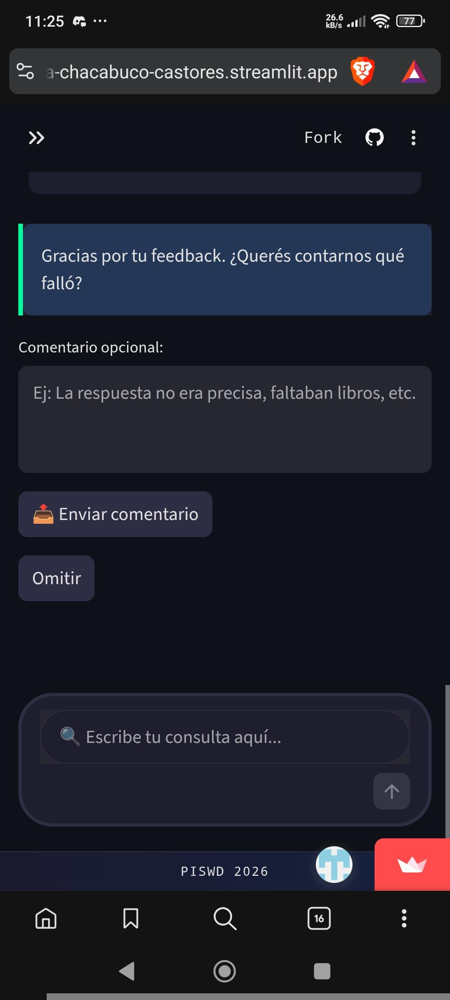 11:25
26.6
kB/s
77
a-chacabuco-castores.streamlit.app
Fork
Gracias por tu feedback. ¿Querés contarnos qué
falló?
Comentario opcional:
Ej: La respuesta no era precisa, faltaban libros, etc.
Enviar comentario
Omitir
Escribe tu consulta aquí...
PISWD 2026
16